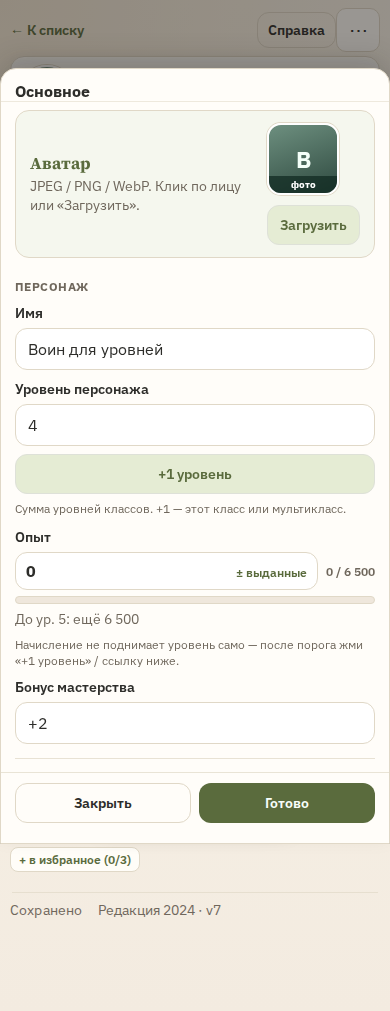 ← К списку
Справка
···
Основное
Аватар
JPEG / PNG / WebP. Клик по лицу
или «Загрузить».
В
фото
Загрузить
ПЕРСОНАЖ
Имя
Воин для уровней
Уровень персонажа
4
+1 уровень
Сумма уровней классов. +1 — этот класс или мультикласс.
Опыт
0 ± выданные 0 / 6 500
До ур. 5: ещё 6 500
Начисление не поднимает уровень само — после порога жми
«+1 уровень» / ссылку ниже.
Бонус мастерства
+2
Закрыть Готово
+ в избранное (0/3)
Сохранено Редакция 2024 · v7